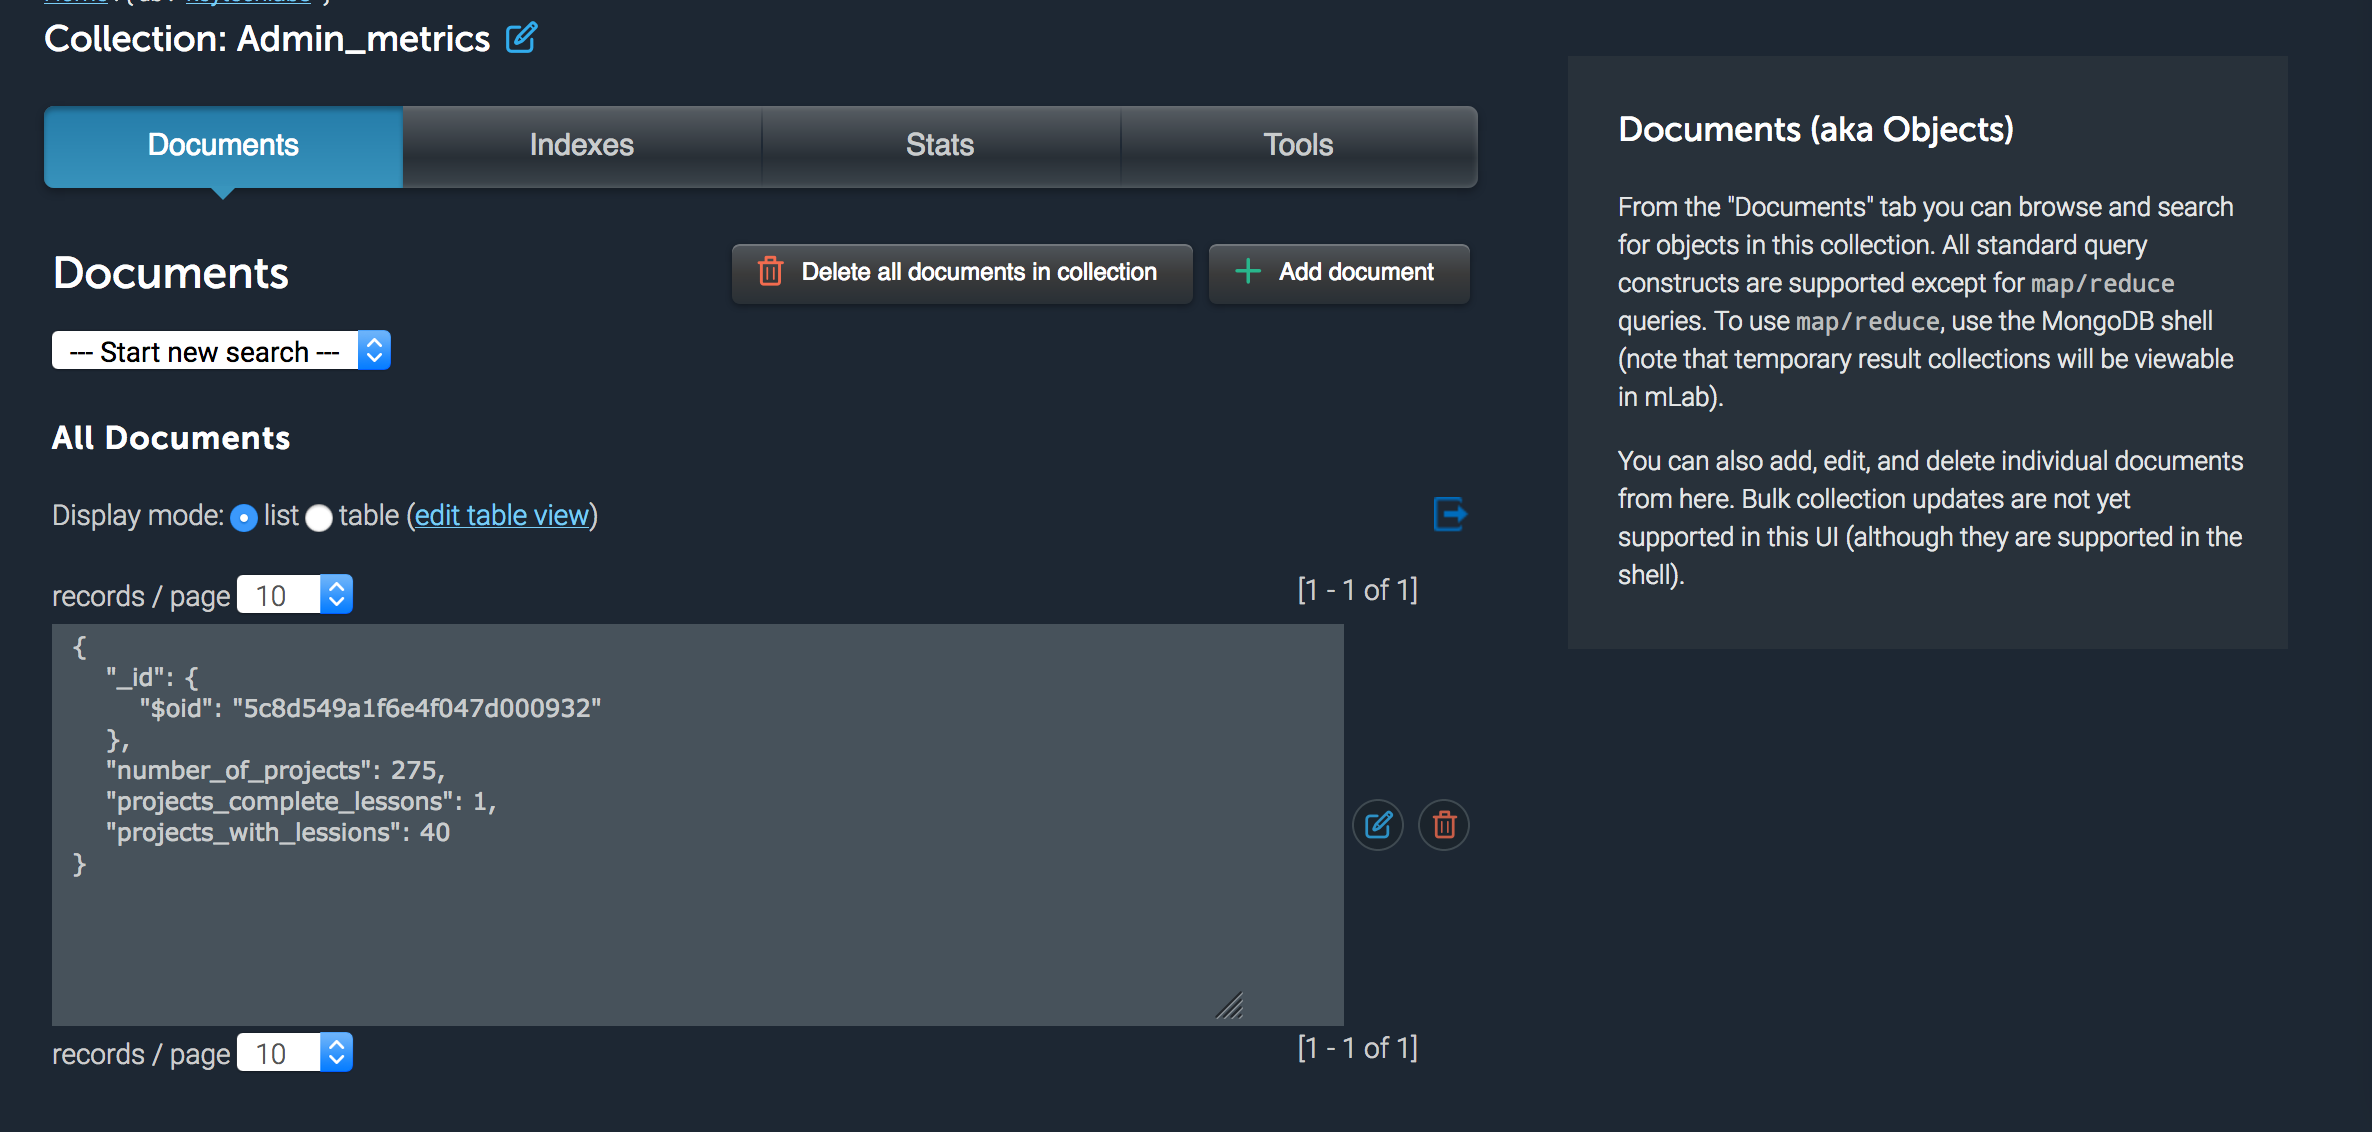 Collection: Admin_metrics
Documents
Indexes
Stats
Tools
Documents
Delete all documents in collection
Add document
--- Start new search ---
All Documents
Display mode: list table (edit table view)
records / page 10
[1 - 1 of 1]
{
"_id": {
"$oid": "5c8d549a1f6e4f047d000932"
},
"number_of_projects": 275,
"projects_complete_lessons": 1,
"projects_with_lessions": 40
}
records / page 10
[1 - 1 of 1]
Documents (aka Objects)
From the "Documents" tab you can browse and search
for objects in this collection. All standard query
constructs are supported except for map/reduce
queries. To use map/reduce, use the MongoDB shell
(note that temporary result collections will be viewable
in mLab).
You can also add, edit, and delete individual documents
from here. Bulk collection updates are not yet
supported in this UI (although they are supported in the
shell).